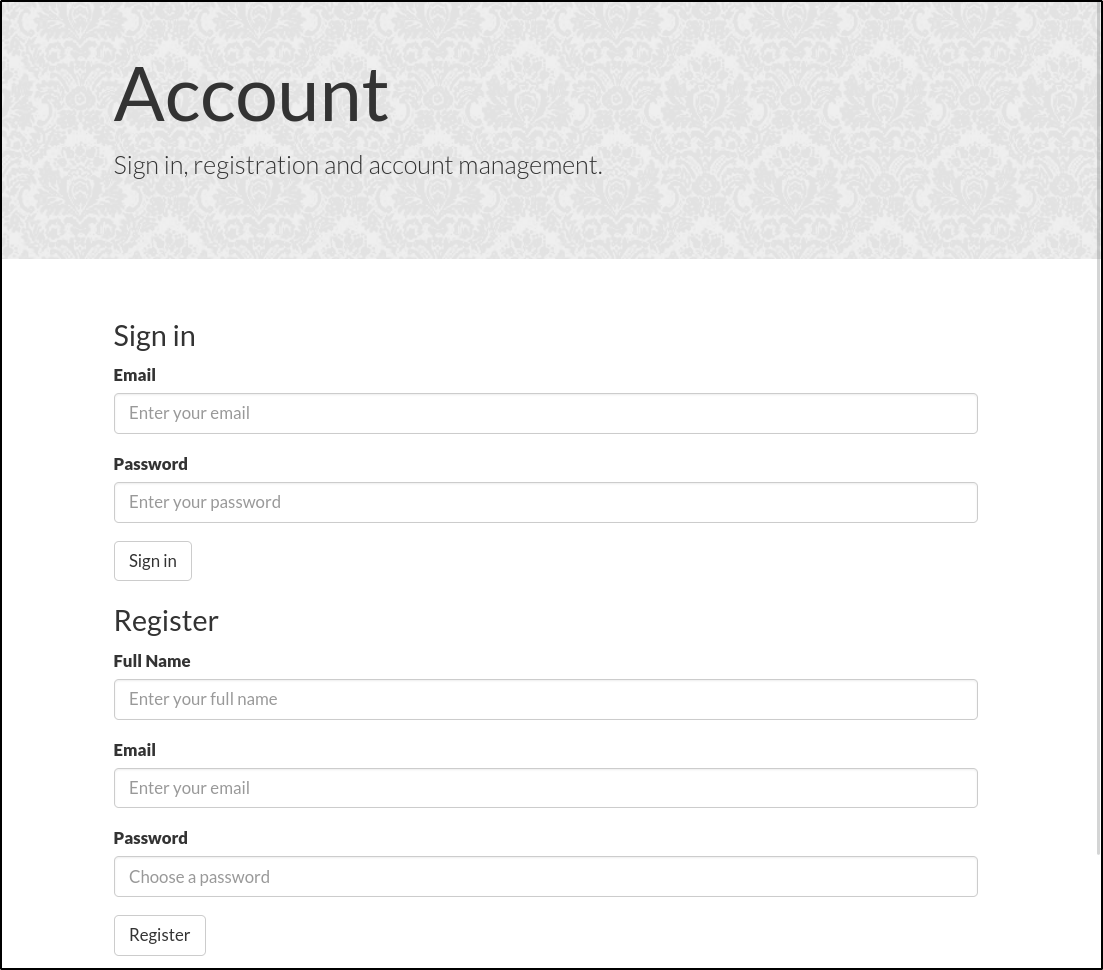 Account
Sign in, registration and account management.
Sign in
Email
Enter your email
Password
Enter your password
Sign in
Register
Full Name
Enter your full name
Email
Enter your email
Password
Choose a password
Register